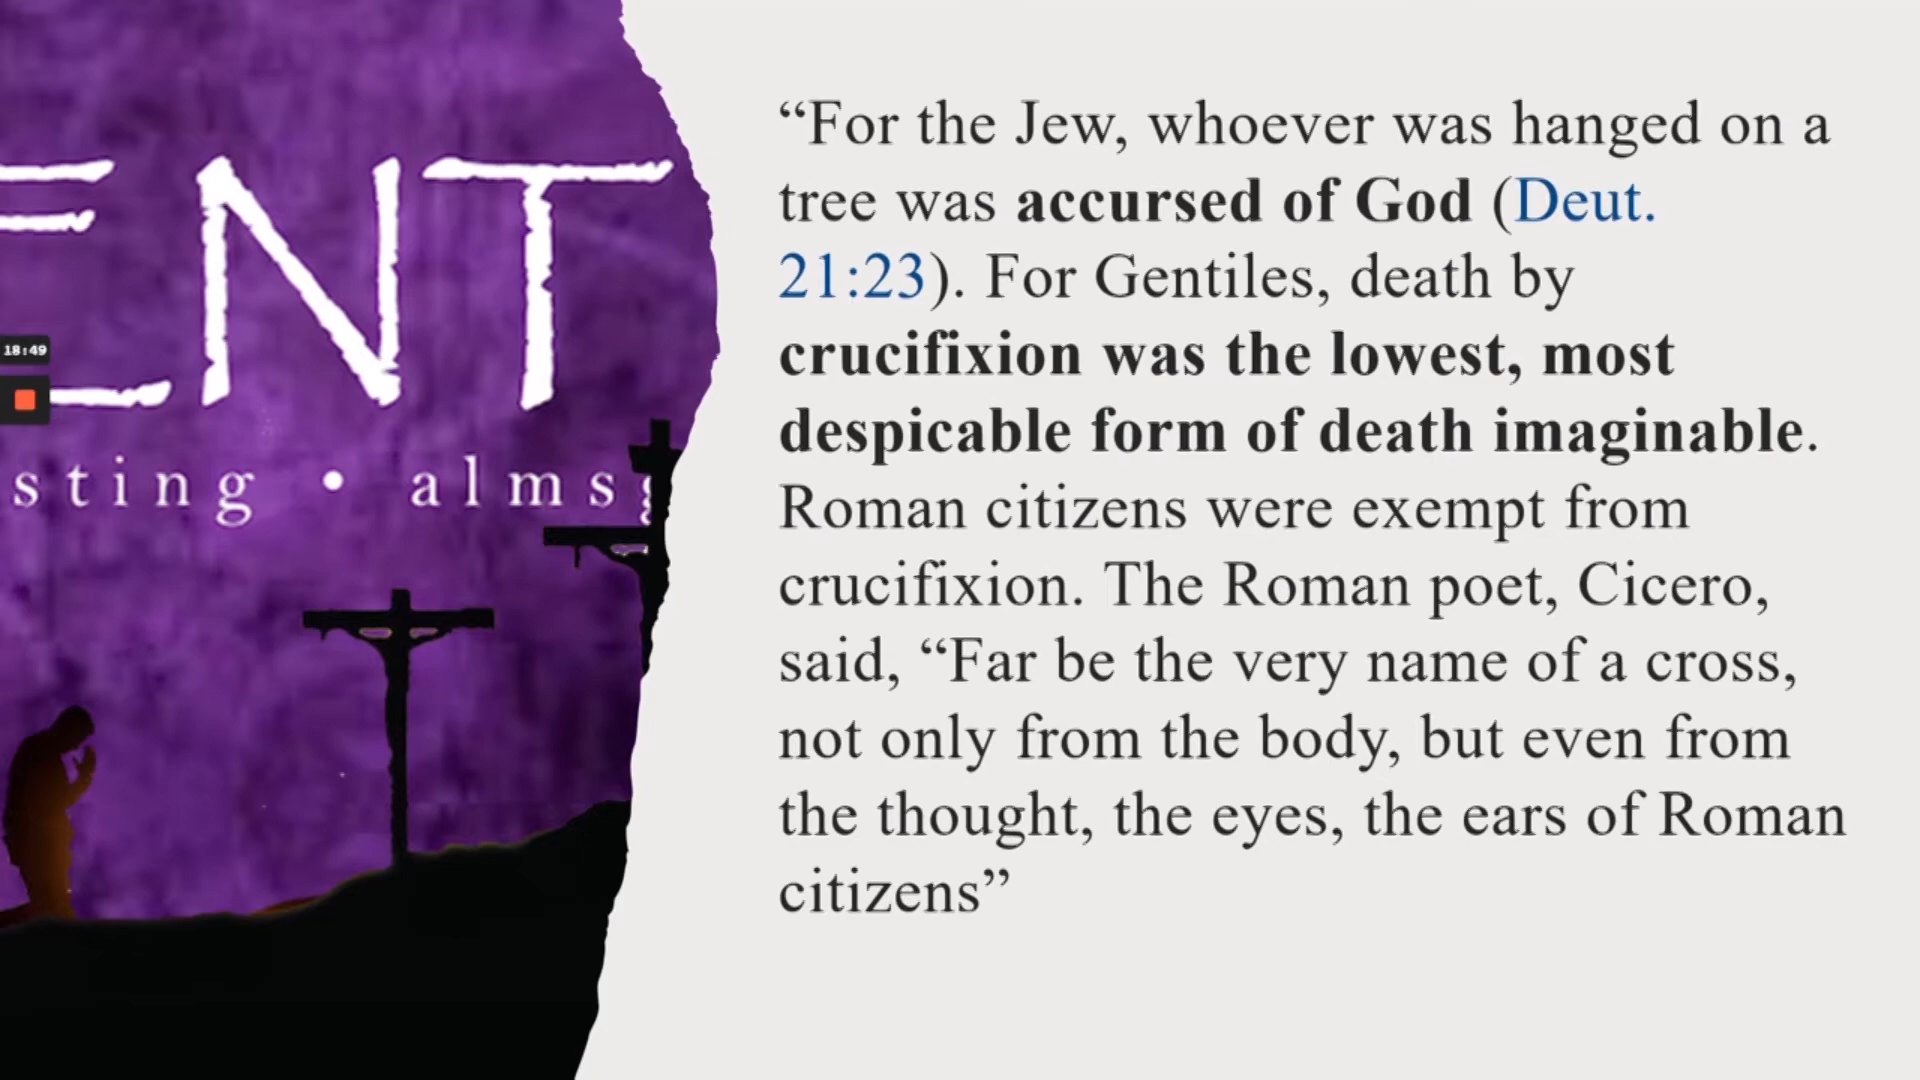 ENT
sting • alms
18:49
“For the Jew, whoever was hanged on a
tree was accursed of God (Deut.
21:23). For Gentiles, death by
crucifixion was the lowest, most
despicable form of death imaginable.
Roman citizens were exempt from
crucifixion. The Roman poet, Cicero,
said, “Far be the very name of a cross,
not only from the body, but even from
the thought, the eyes, the ears of Roman
citizens”